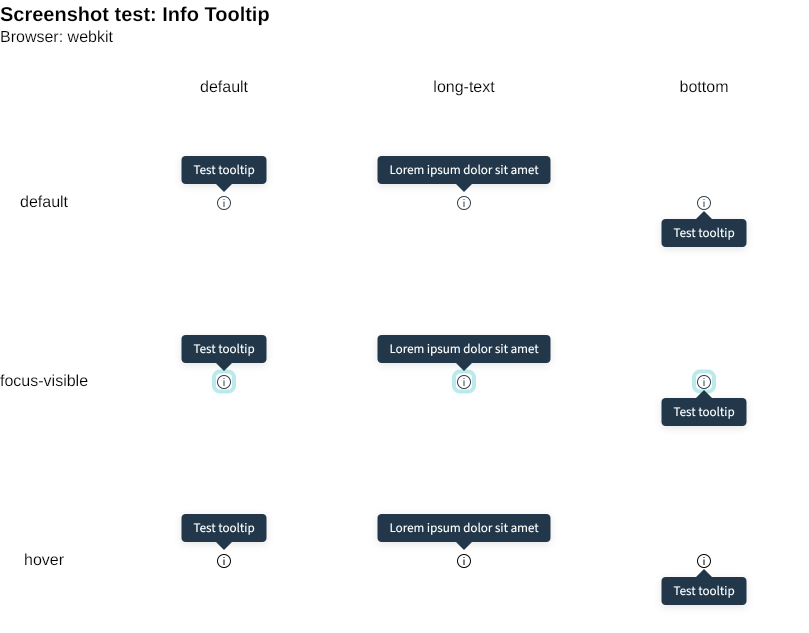 Screenshot test: Info Tooltip
Browser: webkit
default long-text bottom
Test tooltip Lorem ipsum dolor sit amet
default
Test tooltip
Test tooltip Lorem ipsum dolor sit amet
focus-visible
Test tooltip
Test tooltip Lorem ipsum dolor sit amet
hover
Test tooltip